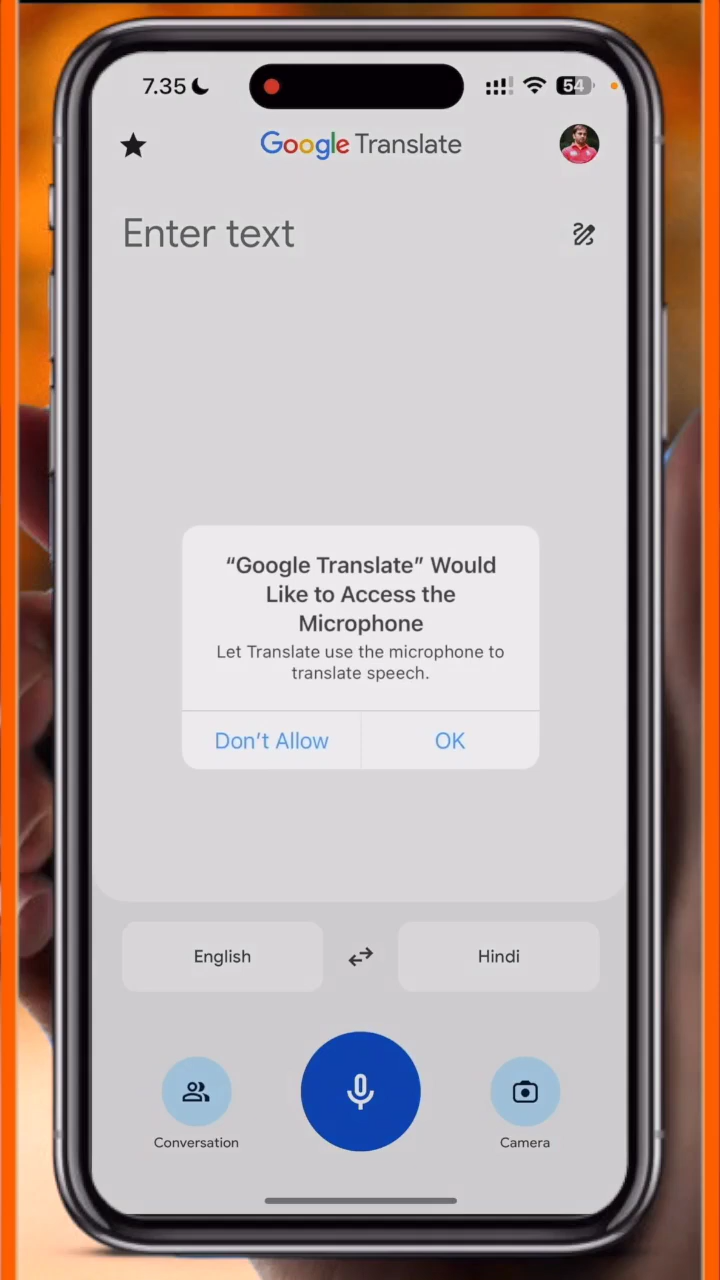 7.35
54
Google Translate
Enter text
“Google Translate” Would
Like to Access the
Microphone
Let Translate use the microphone to
translate speech.
Don’t Allow
OK
English
Hindi
Conversation
Camera